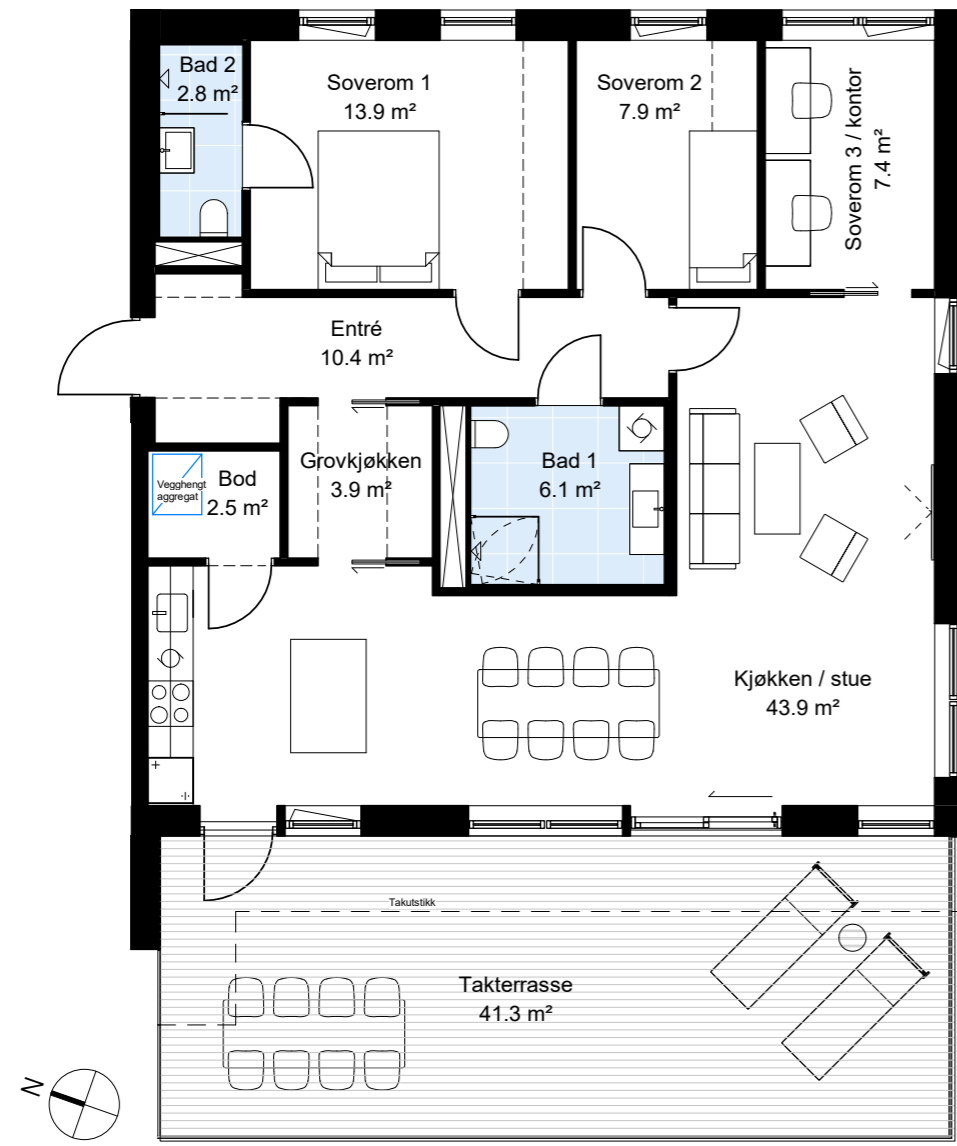 Bad 2
2.8 m²
Soverom 1
13.9 m²
Soverom 2
7.9 m²
Soverom 3 / kontor
7.4 m²
Entré
10.4 m²
Grovkjøkken
3.9 m²
Bad 1
6.1 m²
Vegghengt
aggregat
Bod
2.5 m²
Kjøkken / stue
43.9 m²
Takutstikk
Takterrasse
41.3 m²
N